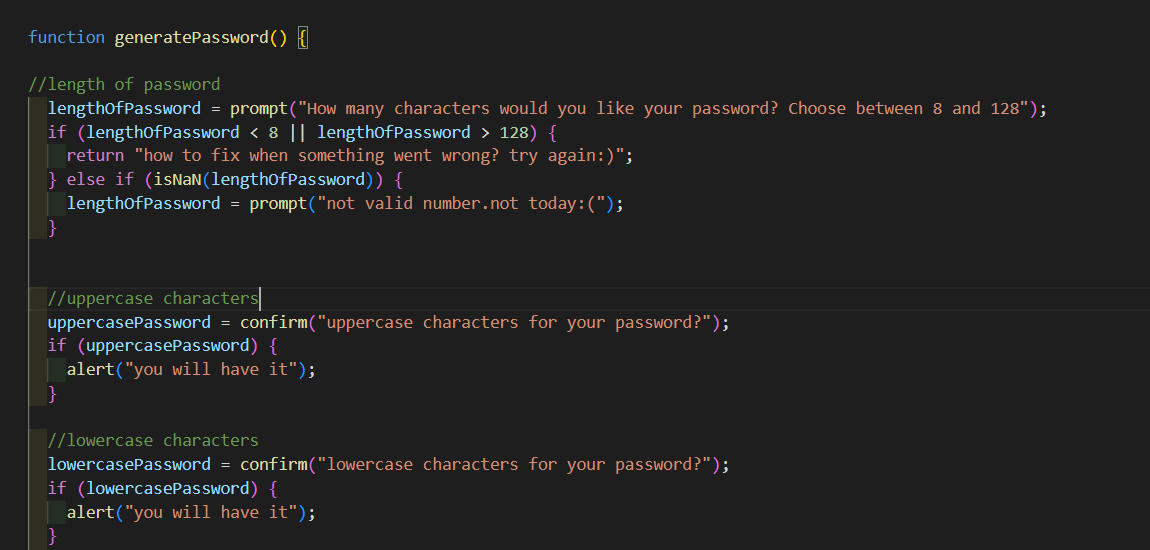 function generatePassword() {
//length of password
lengthOfPassword = prompt("How many characters would you like your password? Choose between 8 and 128");
if (lengthOfPassword < 8 || lengthOfPassword > 128) {
return "how to fix when something went wrong? try again:)";
} else if (isNaN(lengthOfPassword)) {
lengthOfPassword = prompt("not valid number.not today:(");
}
//uppercase characters
uppercasePassword = confirm("uppercase characters for your password?");
if (uppercasePassword) {
alert("you will have it");
}
//lowercase characters
lowercasePassword = confirm("lowercase characters for your password?");
if (lowercasePassword) {
alert("you will have it");
}